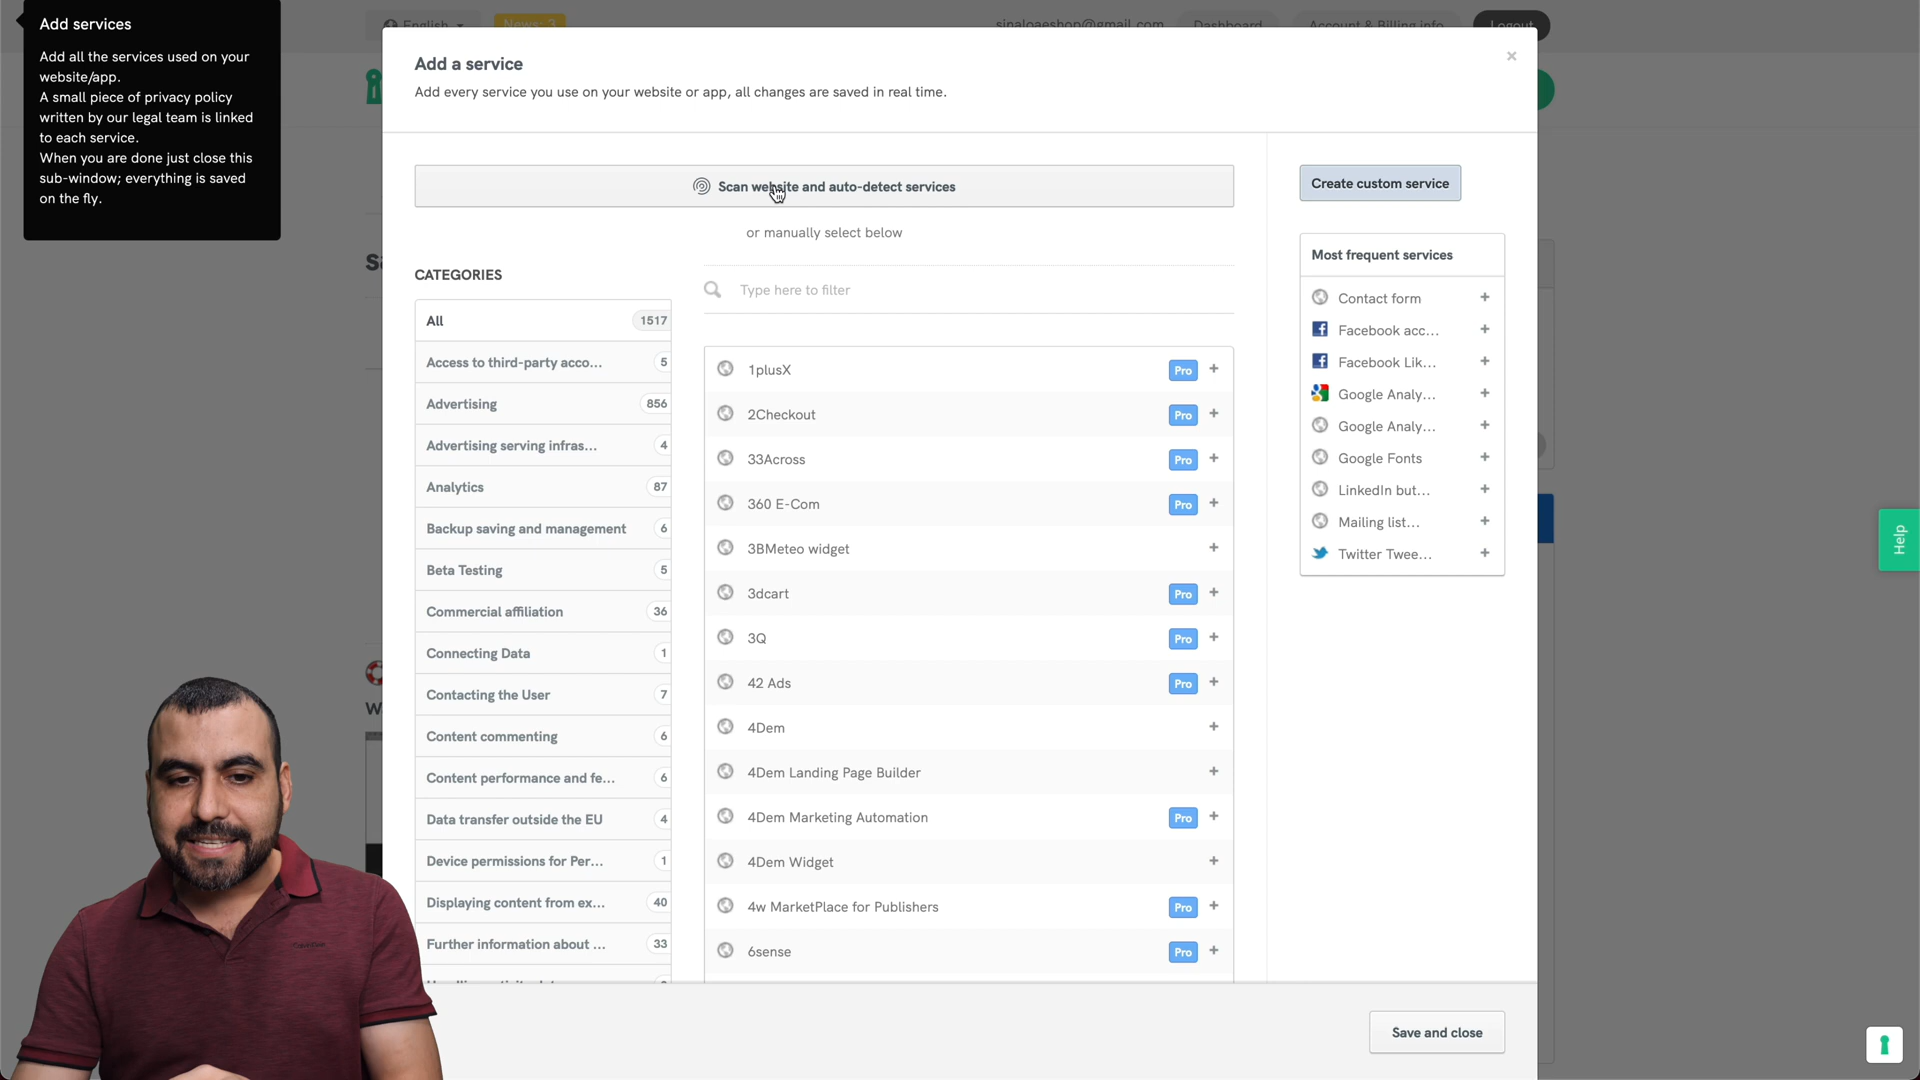 Add services
Add all the services used on your
website/app.
A small piece of privacy policy
written by our legal team is linked
to each service.
When you are done just close this
sub-window; everything is saved
on the fly.
English
News: 3
sinaloaeshop@gmail.com
Dashboard
Account & Billing info
Logout
Add a service
×
Add every service you use on your website or app, all changes are saved in real time.
Scan website and auto-detect services
or manually select below
Create custom service
CATEGORIES
Type here to filter
All 1517
Access to third-party acco... 5
Advertising 856
Advertising serving infras... 4
Analytics 87
Backup saving and management 6
Beta Testing 5
Commercial affiliation 36
Connecting Data 1
Contacting the User 7
Content commenting 6
Content performance and fe... 6
Data transfer outside the EU 4
Device permissions for Per... 1
Displaying content from ex... 40
Further information about ... 33
1plusX Pro +
2Checkout Pro +
33Across Pro +
360 E-Com Pro +
3BMeteo widget +
3dcart Pro +
3Q Pro +
42 Ads Pro +
4Dem +
4Dem Landing Page Builder +
4Dem Marketing Automation Pro +
4Dem Widget +
4w MarketPlace for Publishers Pro +
6sense Pro +
Most frequent services
Contact form +
Facebook acc... +
Facebook Lik... +
Google Analy... +
Google Analy... +
Google Fonts +
LinkedIn but... +
Mailing list... +
Twitter Twee... +
Help
Save and close